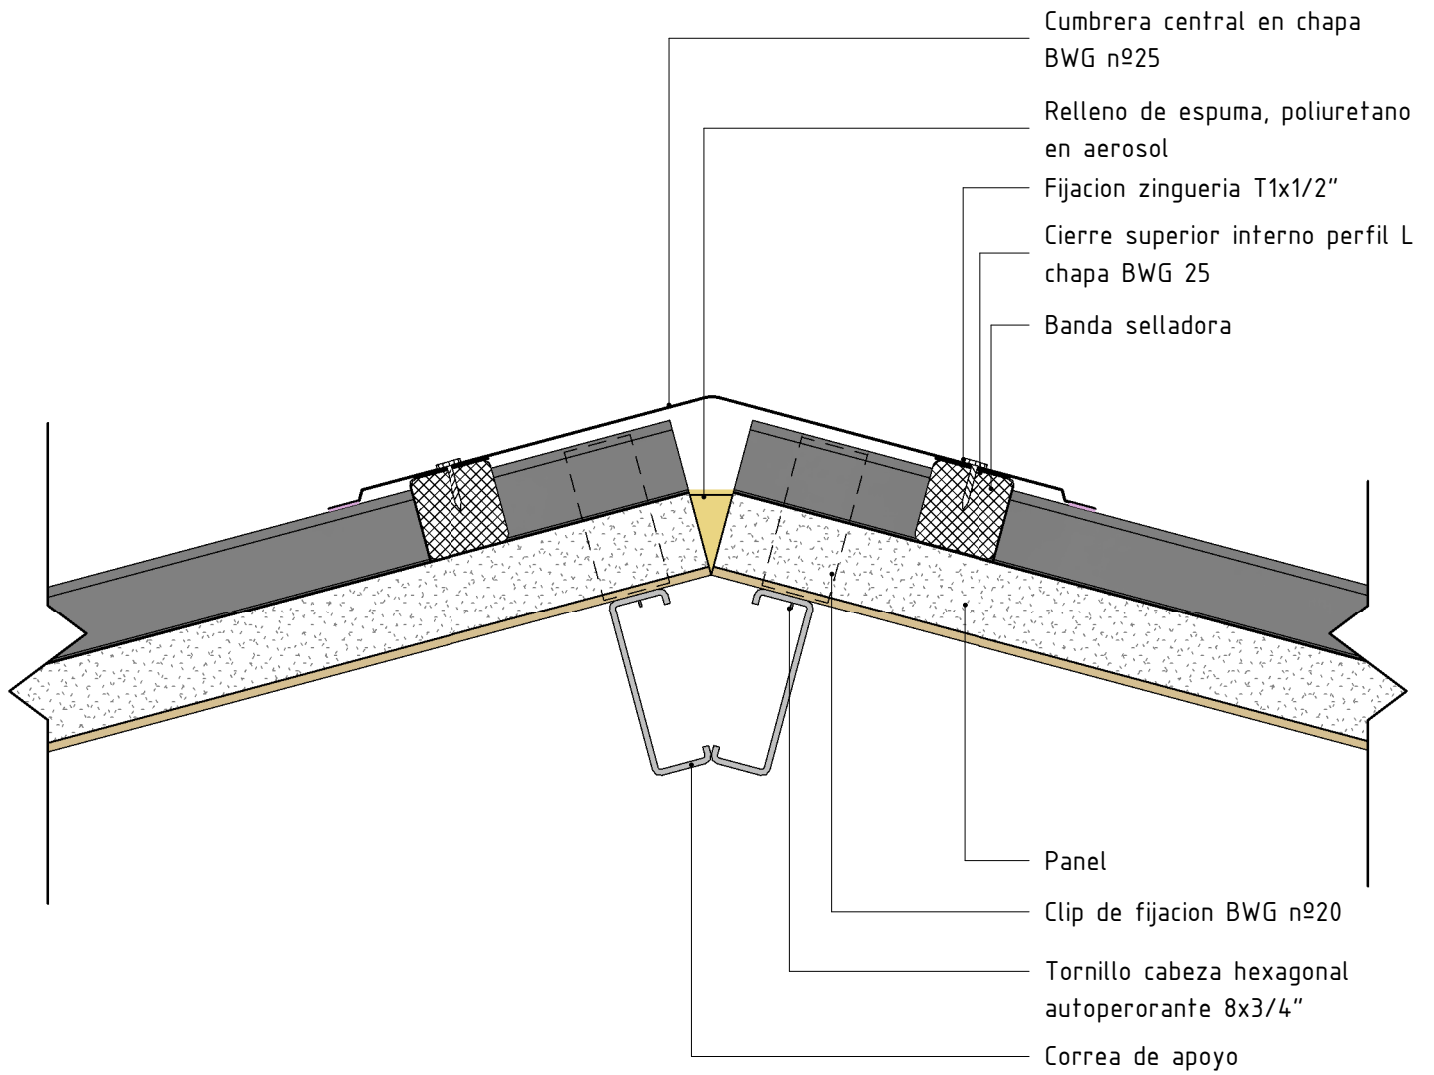 Cumbrera central en chapa
BWG nº25
Relleno de espuma, poliuretano
en aerosol
Fijacion zingueria T1x1/2”
Cierre superior interno perfil L
chapa BWG 25
Banda selladora
Panel
Clip de fijacion BWG nº20
Tornillo cabeza hexagonal
autoperorante 8x3/4”
Correa de apoyo